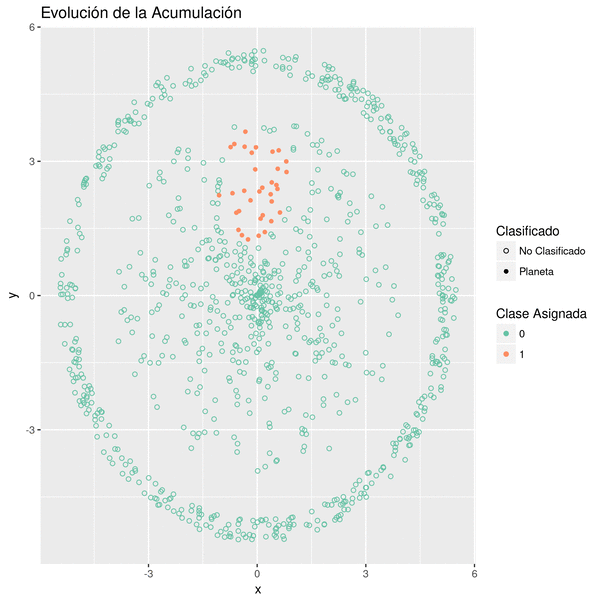 Evolución de la Acumulación
6
3
0
-3
y
-3
0
3
6
x
Clasificado
No Clasificado
Planeta
Clase Asignada
0
1